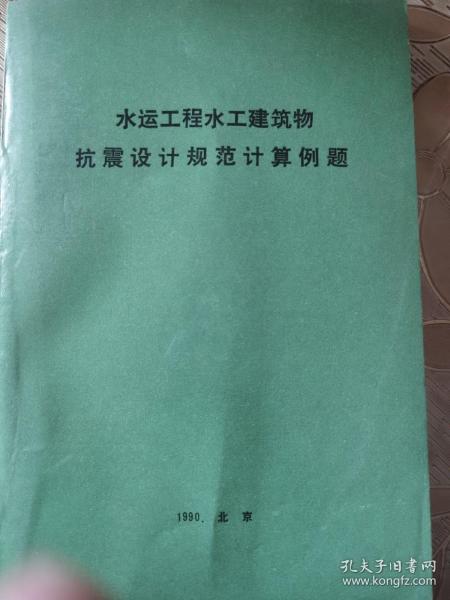 水运工程水工建筑物
抗震设计规范计算例题
1990. 北京
孔夫子旧书网
www.kongfz.com